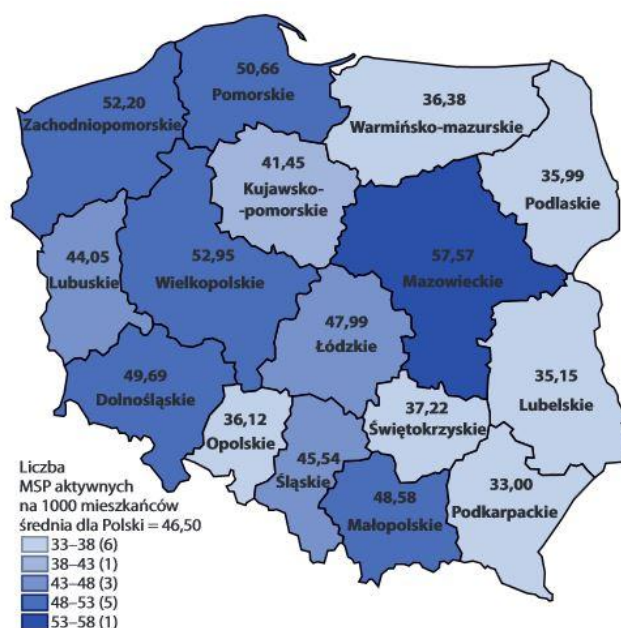 50,66
Pomorskie
52,20
Zachodniopomorskie
36,38
Warmińsko-mazurskie
35,99
Podlaskie
41,45
Kujawsko-
-pomorskie
44,05
Lubuskie
52,95
Wielkopolskie
57,57
Mazowieckie
47,99
Łódzkie
49,69
Dolnośląskie
35,15
Lubelskie
36,12
Opolskie
37,22
Świętokrzyskie
45,54
Śląskie
48,58
Małopolskie
33,00
Podkarpackie
Liczba
MSP aktywnych
na 1000 mieszkańców
średnia dla Polski = 46,50
33–38 (6)
38–43 (1)
43–48 (3)
48–53 (5)
53–58 (1)